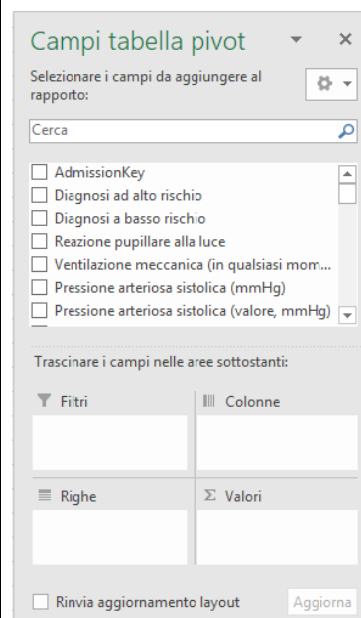 Campi tabella pivot
Selezionare i campi da aggiungere al
rapporto:
Cerca
AdmissionKey
Diagnosi ad alto rischio
Diagnosi a basso rischio
Reazione pupillare alla luce
Ventilazione meccanica (in qualsiasi mom...
Pressione arteriosa sistolica (mmHg)
Pressione arteriosa sistolica (valore, mmHg)
Trascinare i campi nelle aree sottostanti:
Filtri
Colonne
Righe
Σ Valori
Rinvia aggiornamento layout
Aggiorna